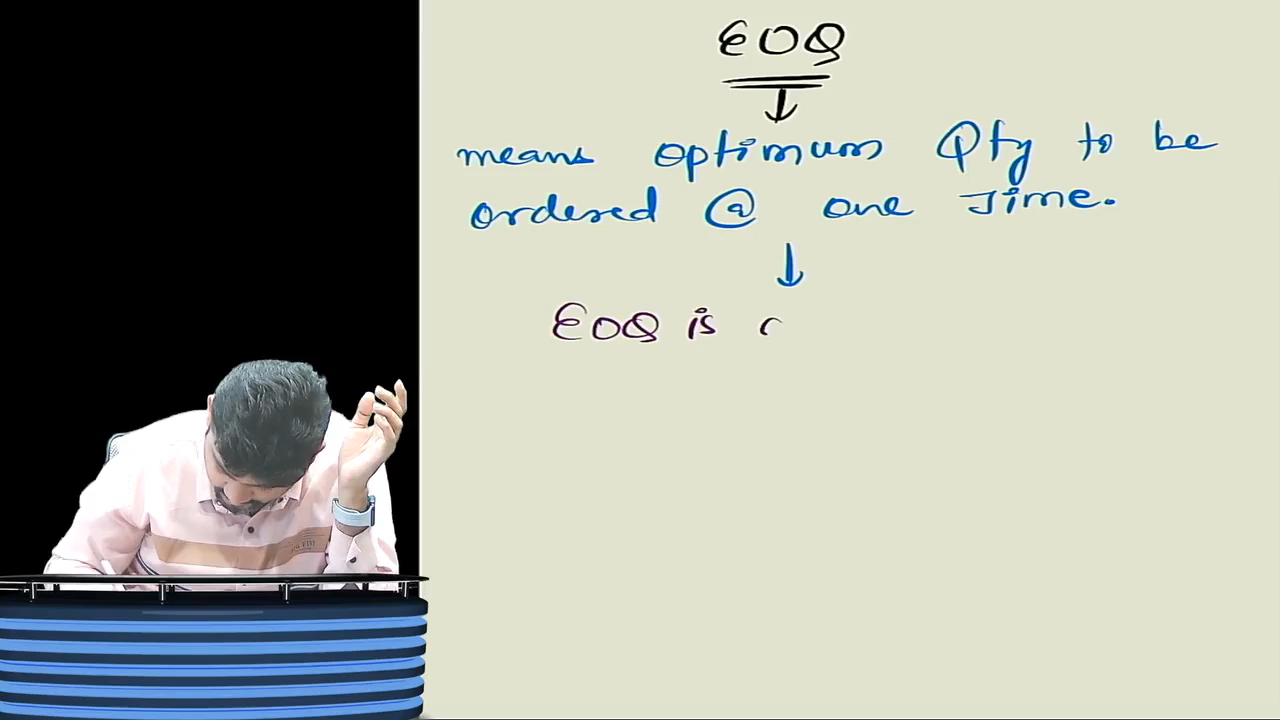 EOQ
means optimum Qty to be
ordered @ one Time.
EOQ is